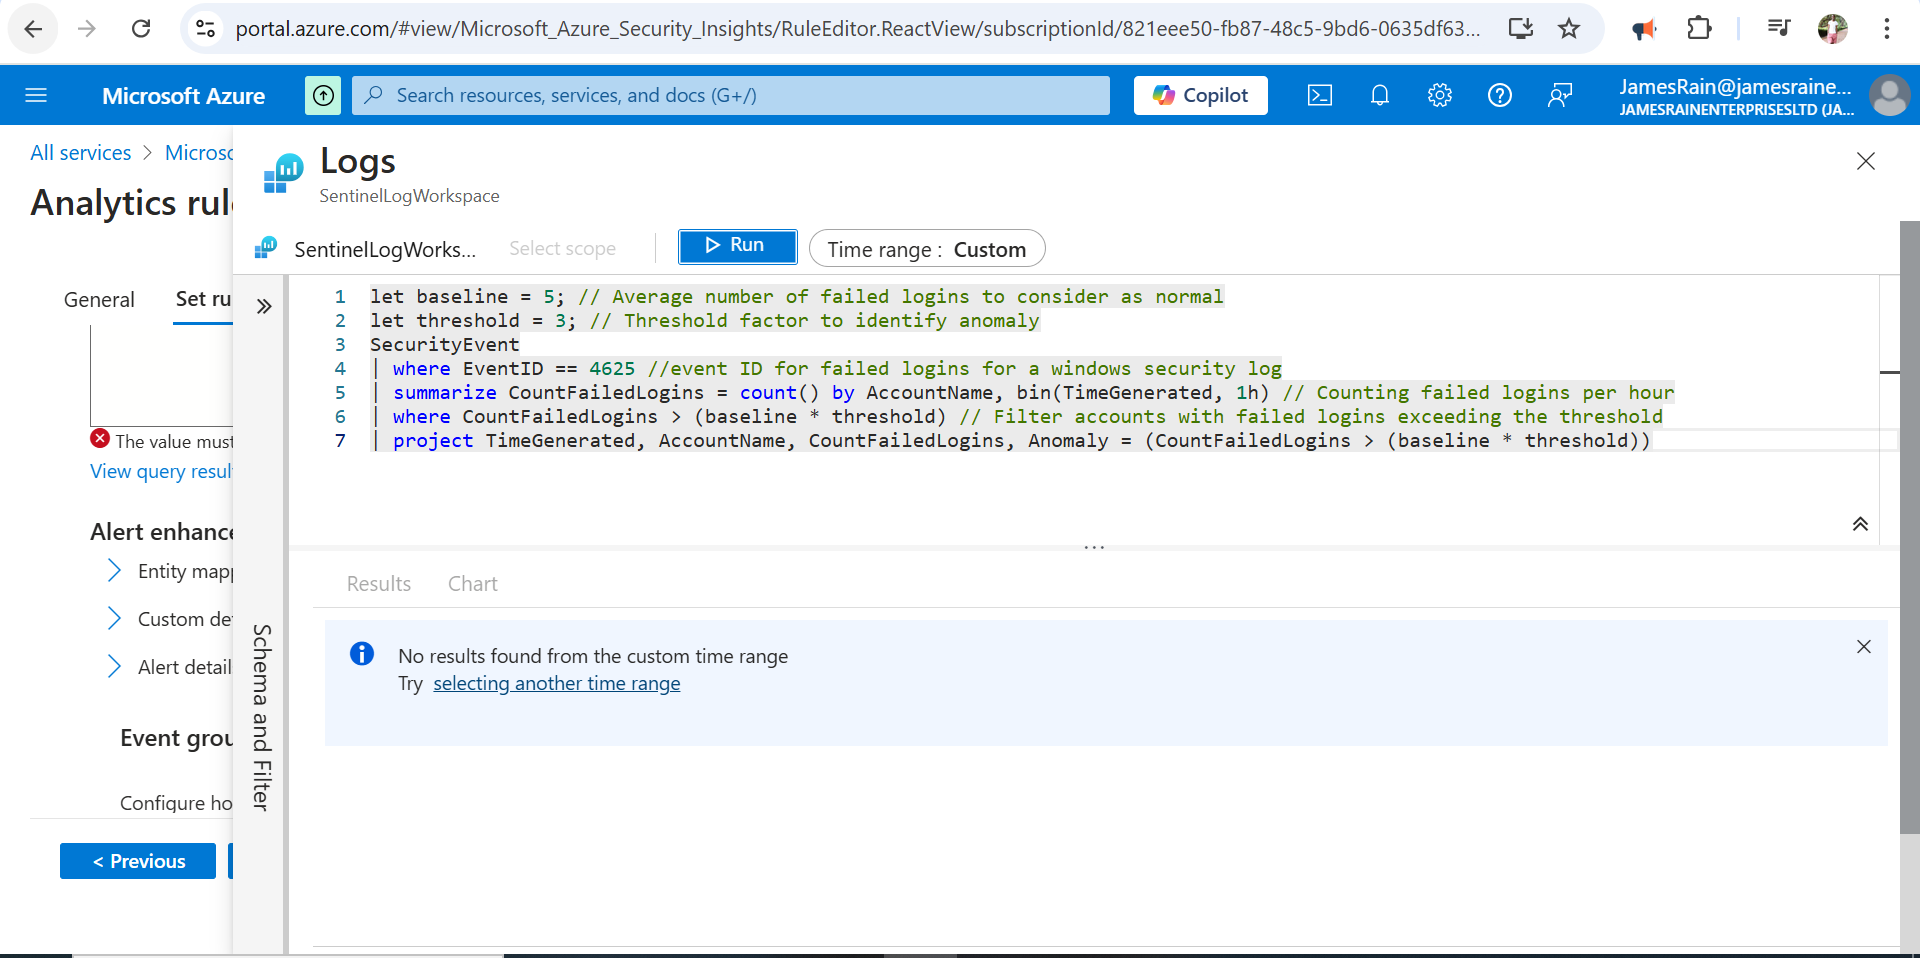 portal.azure.com/#view/Microsoft_Azure_Security_Insights/RuleEditor.ReactView/subscriptionId/821eee50-fb87-48c5-9bd6-0635df63...
Microsoft Azure
Search resources, services, and docs (G+/)
Copilot
JamesRain@jamesraine...
JAMESRAINENTERPRISESLTD (JA...
All services > Microsc
Analytics rul
Logs
SentinelLogWorkspace
SentinelLogWorks...
Select scope
Run
Time range : Custom
General
Set ru
1 let baseline = 5; // Average number of failed logins to consider as normal
2 let threshold = 3; // Threshold factor to identify anomaly
3 SecurityEvent
4 | where EventID == 4625 //event ID for failed logins for a windows security log
5 | summarize CountFailedLogins = count() by AccountName, bin(TimeGenerated, 1h) // Counting failed logins per hour
6 | where CountFailedLogins > (baseline * threshold) // Filter accounts with failed logins exceeding the threshold
7 | project TimeGenerated, AccountName, CountFailedLogins, Anomaly = (CountFailedLogins > (baseline * threshold))
The value must
View query resul
Alert enhance
Entity mapp
Custom de
Alert detail
Event grou
Configure ho
< Previous
Schema and Filter
Results
Chart
No results found from the custom time range
Try selecting another time range